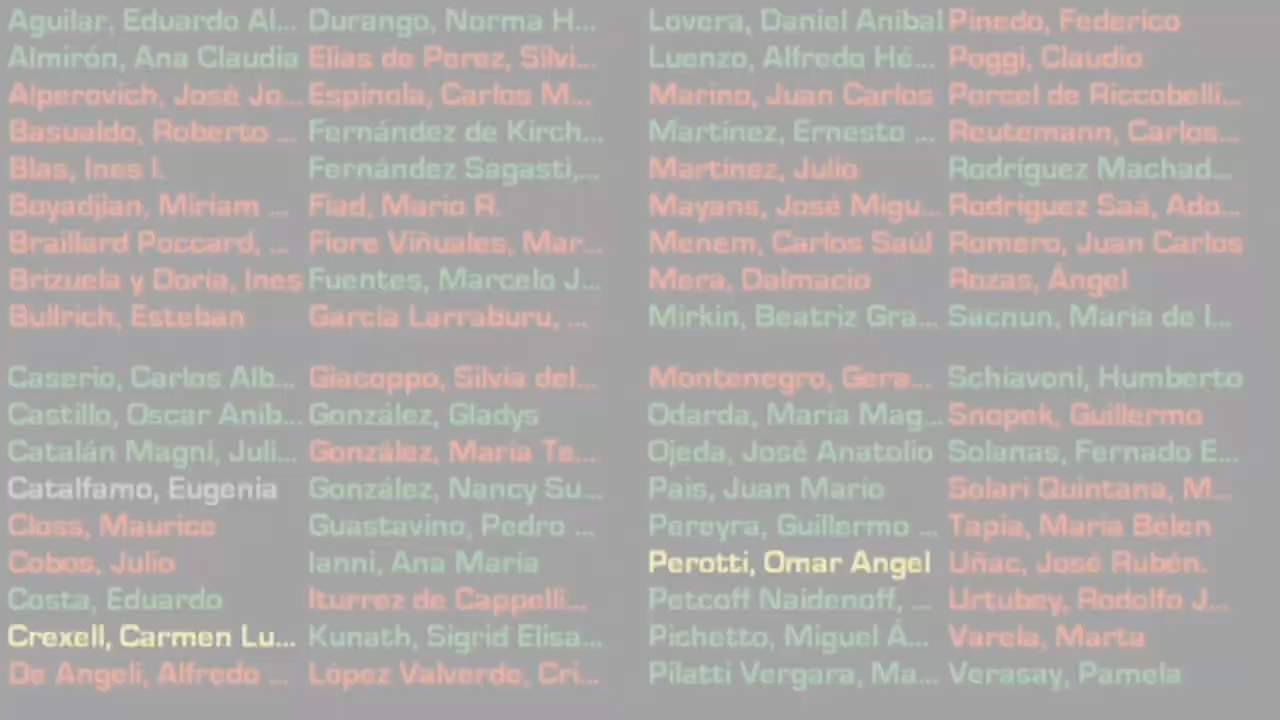 Aguilar, Eduardo Al...
Almirón, Ana Claudia
Alperovich, José Jo...
Basualdo, Roberto ...
Blas, Ines I.
Boyadjian, Miriam ...
Braillard Poccard, ...
Brizuela y Doria, Ines
Bullrich, Esteban
Caserio, Carlos Alb...
Castillo, Oscar Anib...
Catalán Magni, Juli...
Catalfamo, Eugenia
Closs, Maurice
Cobos, Julio
Costa, Eduardo
Crexell, Carmen Lu...
De Angeli, Alfredo ...
Durango, Norma H...
Elias de Perez, Silvi...
Espinola, Carlos M...
Fernández de Kirch...
Fernández Sagasti,...
Fiad, Mario R.
Fiore Viñuales, Mar...
Fuentes, Marcelo J...
García Larraburu, ...
Giacoppo, Silvia del...
González, Gladys
González, María Te...
González, Nancy Su...
Guastavino, Pedro ...
Ianni, Ana María
Iturrez de Cappelli...
Kunath, Sigrid Elisa...
López Valverde, Cri...
Lovera, Daniel Aníbal
Luenzo, Alfredo Hé...
Marino, Juan Carlos
Martínez, Ernesto ...
Martínez, Julio
Mayans, José Migu...
Menem, Carlos Saúl
Mera, Dalmacio
Mirkin, Beatriz Gra...
Montenegro, Gera...
Odarda, María Mag...
Ojeda, José Anatolio
Pais, Juan Mario
Pereyra, Guillermo ...
Perotti, Omar Angel
Petcoff Naidenoff, ...
Pichetto, Miguel Á...
Pilatti Vergara, Ma...
Pinedo, Federico
Poggi, Claudio
Porcel de Riccobelli...
Reutemann, Carlos...
Rodríguez Machad...
Rodríguez Saá, Ado...
Romero, Juan Carlos
Rozas, Ángel
Sacnun, María de l...
Schiavoni, Humberto
Snopek, Guillermo
Solanas, Fernado E...
Solari Quintana, M...
Tapia, María Belen
Uñac, José Rubén.
Urtubey, Rodolfo J...
Varela, Marta
Verasay, Pamela